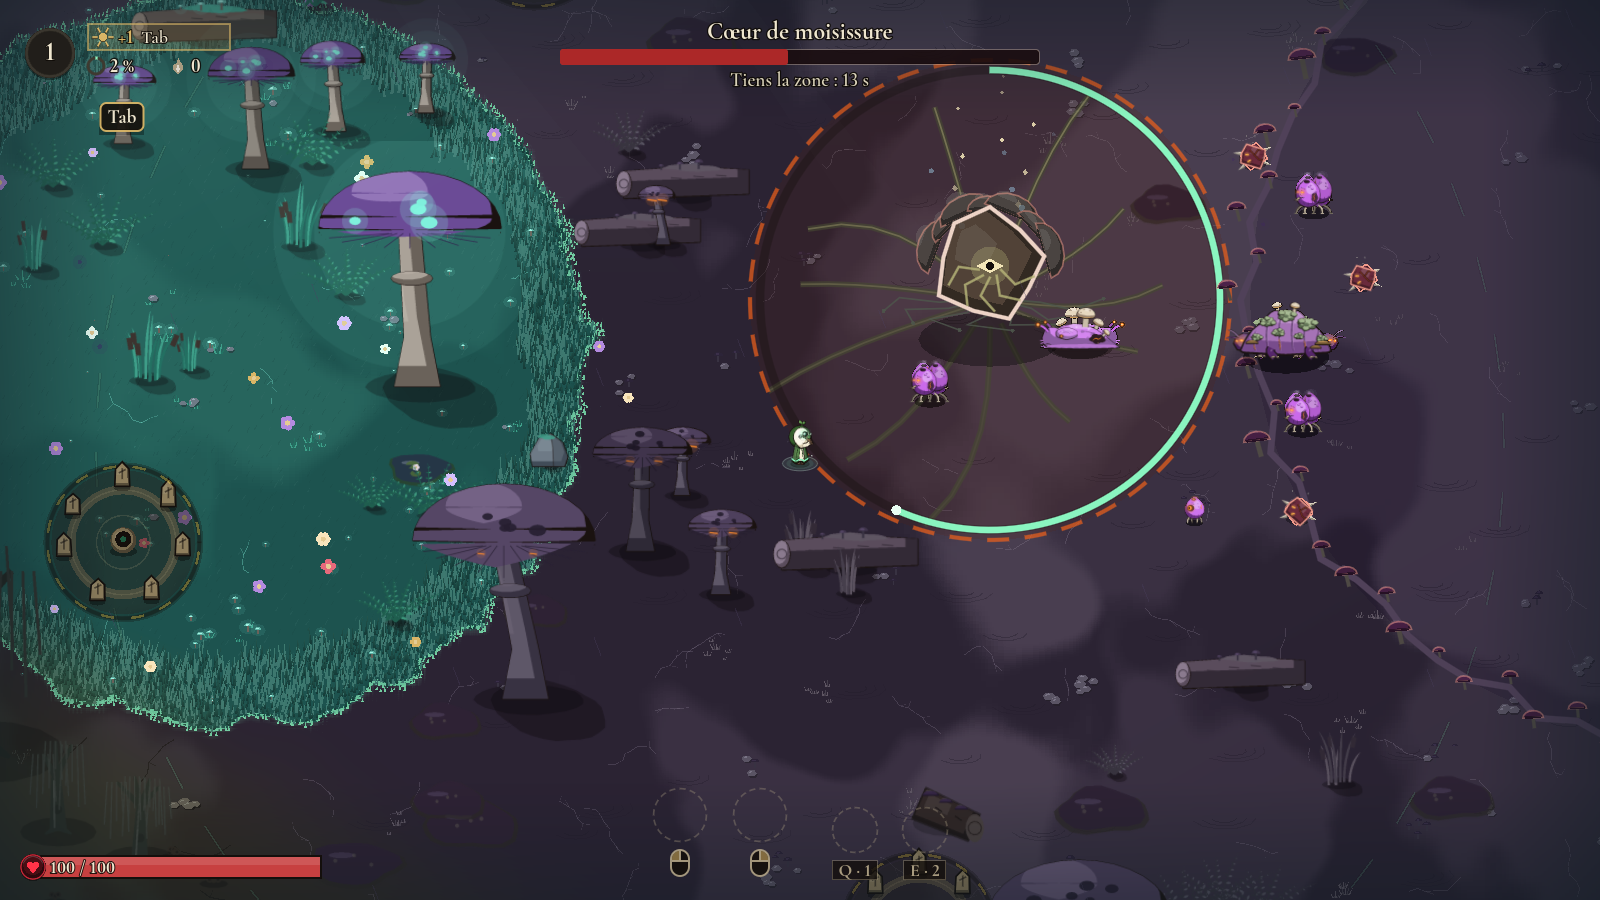 Cœur de moisissure
Tiens la zone : 13 s
1
+1 Tab
2 %
0
Tab
100 / 100
Q · 1
E · 2